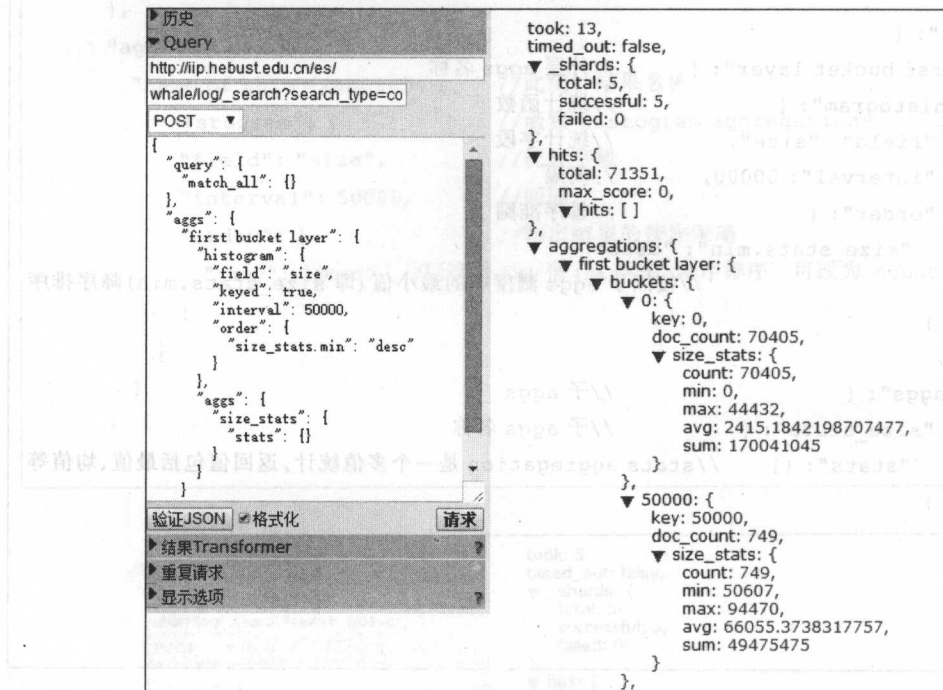 历史
Query
http://iip.hebust.edu.cn/es/
whale/log/_search?search_type=co
POST
{
"query": {
"match_all": {}
},
"aggs": {
"first bucket layer": {
"histogram": {
"field": "size",
"keyed": true,
"interval": 50000,
"order": {
"size_stats.min": "desc"
}
},
"aggs": {
"size_stats": {
"stats": {}
}
}
}
验证JSON 格式化 请求
结果Transformer ?
重复请求
显示选项 ?
took: 13,
timed_out: false,
_shards: {
total: 5,
successful: 5,
failed: 0
},
hits: {
total: 71351,
max_score: 0,
hits: [ ]
},
aggregations: {
first bucket layer {
buckets: {
0: {
key: 0,
doc_count: 70405,
size_stats: {
count: 70405,
min: 0,
max: 44432,
avg: 2415.1842198707477,
sum: 170041045
}
},
50000: {
key: 50000,
doc_count: 749,
size_stats: {
count: 749,
min: 50607,
max: 94470,
avg: 66055.3738317757,
sum: 49475475
}
},